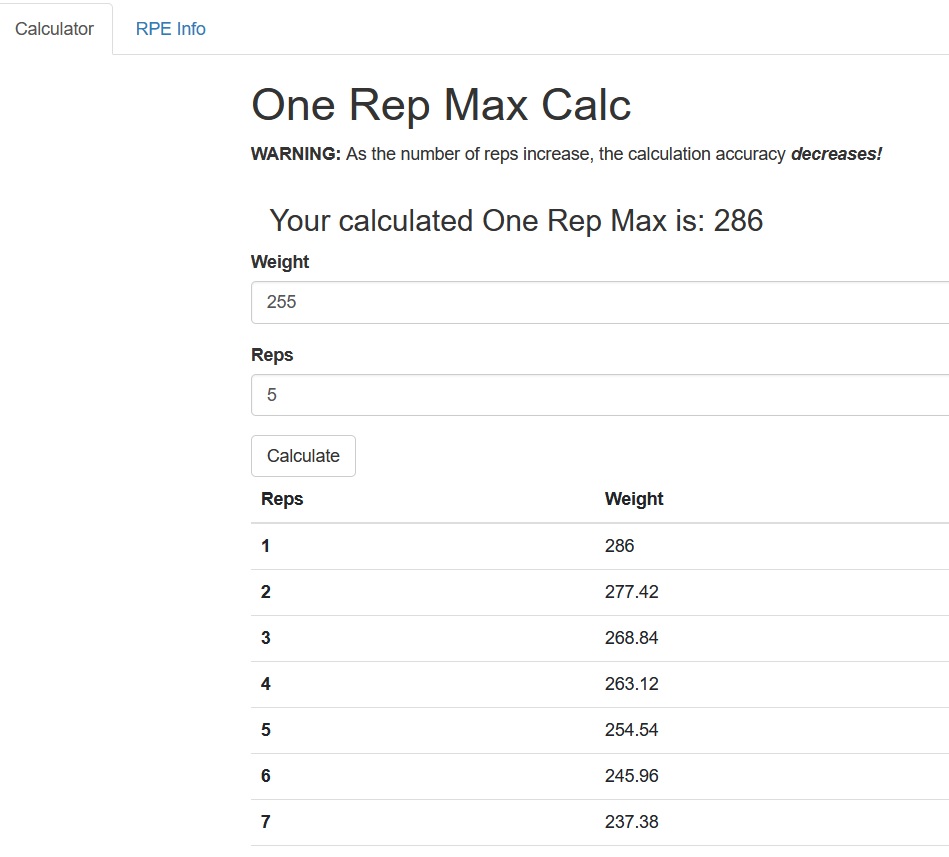 Calculator RPE Info
One Rep Max Calc
WARNING: As the number of reps increase, the calculation accuracy decreases!
Your calculated One Rep Max is: 286
Weight
255
Reps
5
Calculate
Reps Weight
1 286
2 277.42
3 268.84
4 263.12
5 254.54
6 245.96
7 237.38